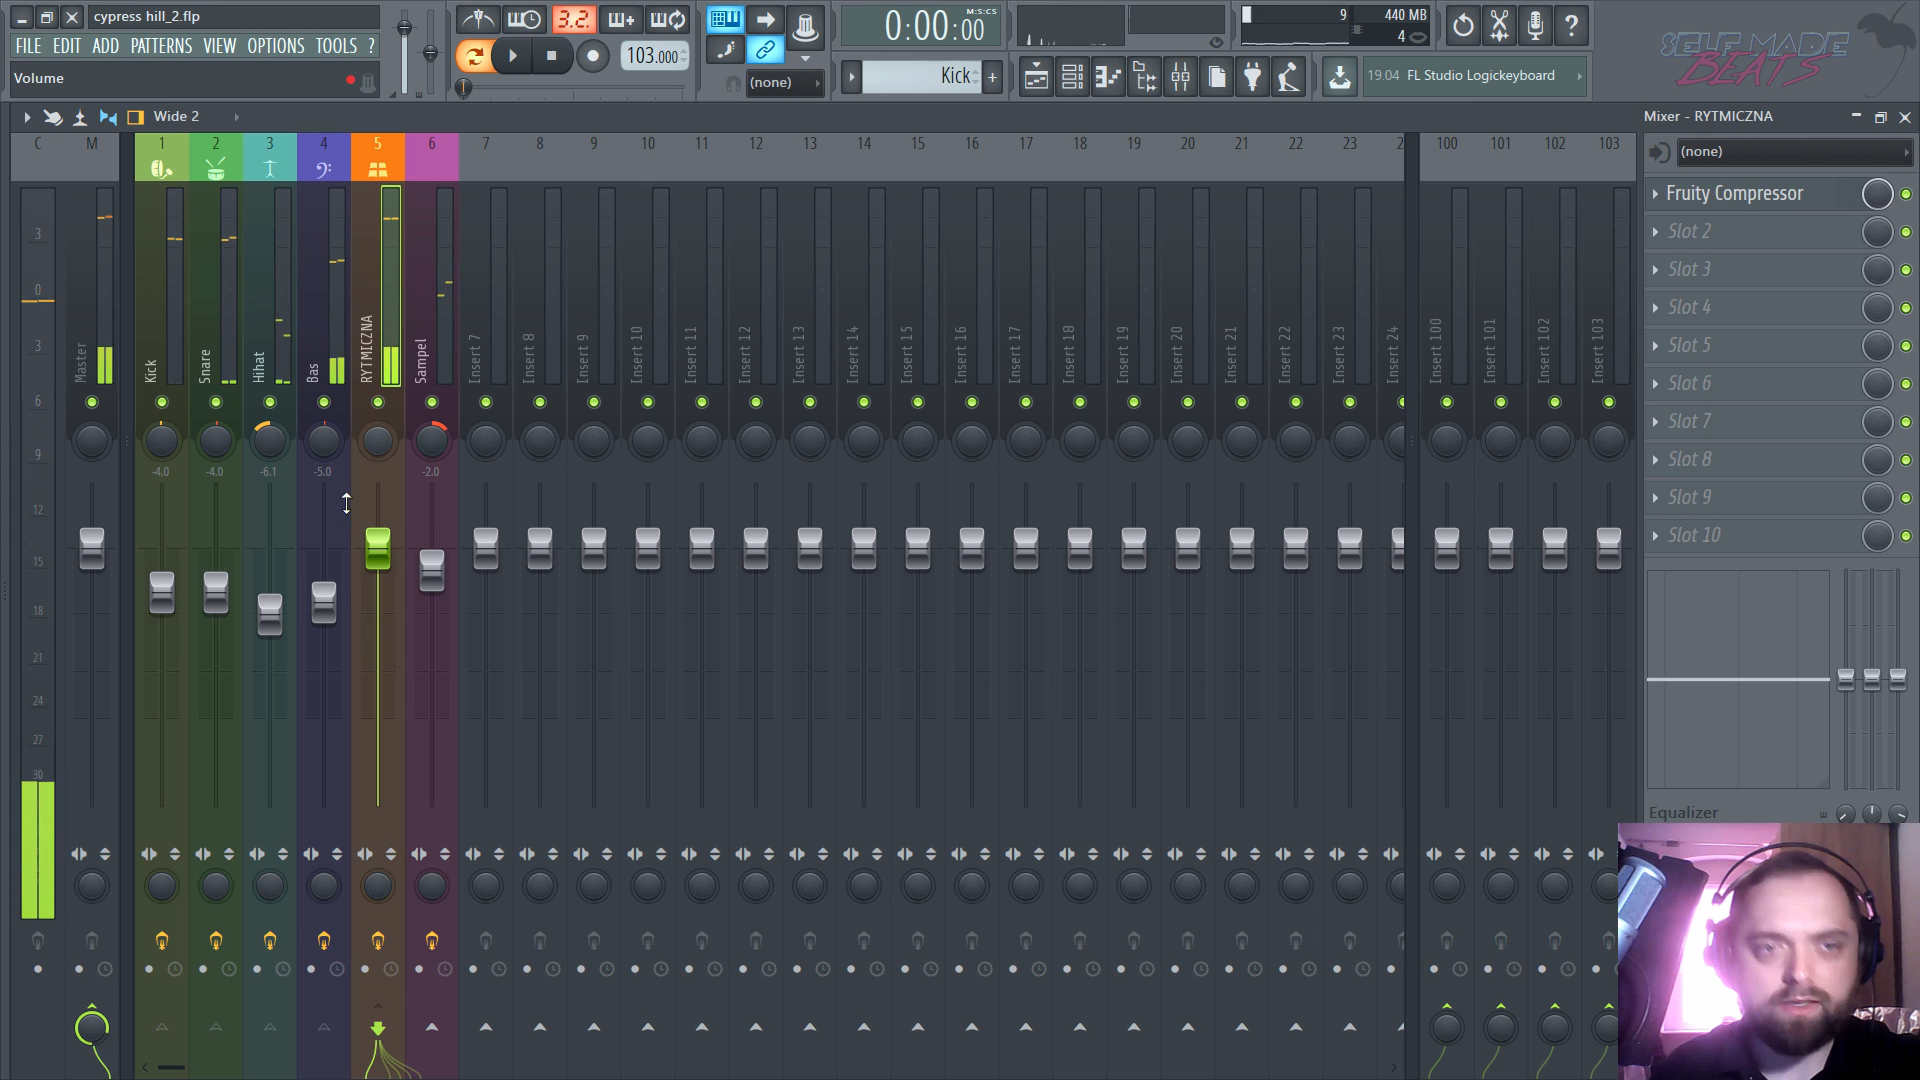 cypress hill_2.flp
FILE EDIT ADD PATTERNS VIEW OPTIONS TOOLS ?
Volume
3.2.
103.000
(none)
0:00:00
M:S:CS
Kick
9
440 MB
4
19.04 FL Studio Logickeyboard
SELF MADE
BEATS
Wide 2
Mixer - RYTMICZNA
C M 1 2 3 4 5 6 7 8 9 10 11 12 13 14 15 16 17 18 19 20 21 22 23 2 100 101 102 103
Master
Kick
Snare
Hihat
Bas
RYTMICZNA
Sampel
Insert 7
Insert 8
Insert 9
Insert 10
Insert 11
Insert 12
Insert 13
Insert 14
Insert 15
Insert 16
Insert 17
Insert 18
Insert 19
Insert 20
Insert 21
Insert 22
Insert 23
Insert 24
Insert 100
Insert 101
Insert 102
Insert 103
3
0
3
6
9
12
15
18
21
24
27
30
-4.0 -4.0 -6.1 -5.0 -2.0
(none)
Fruity Compressor
Slot 2
Slot 3
Slot 4
Slot 5
Slot 6
Slot 7
Slot 8
Slot 9
Slot 10
Equalizer